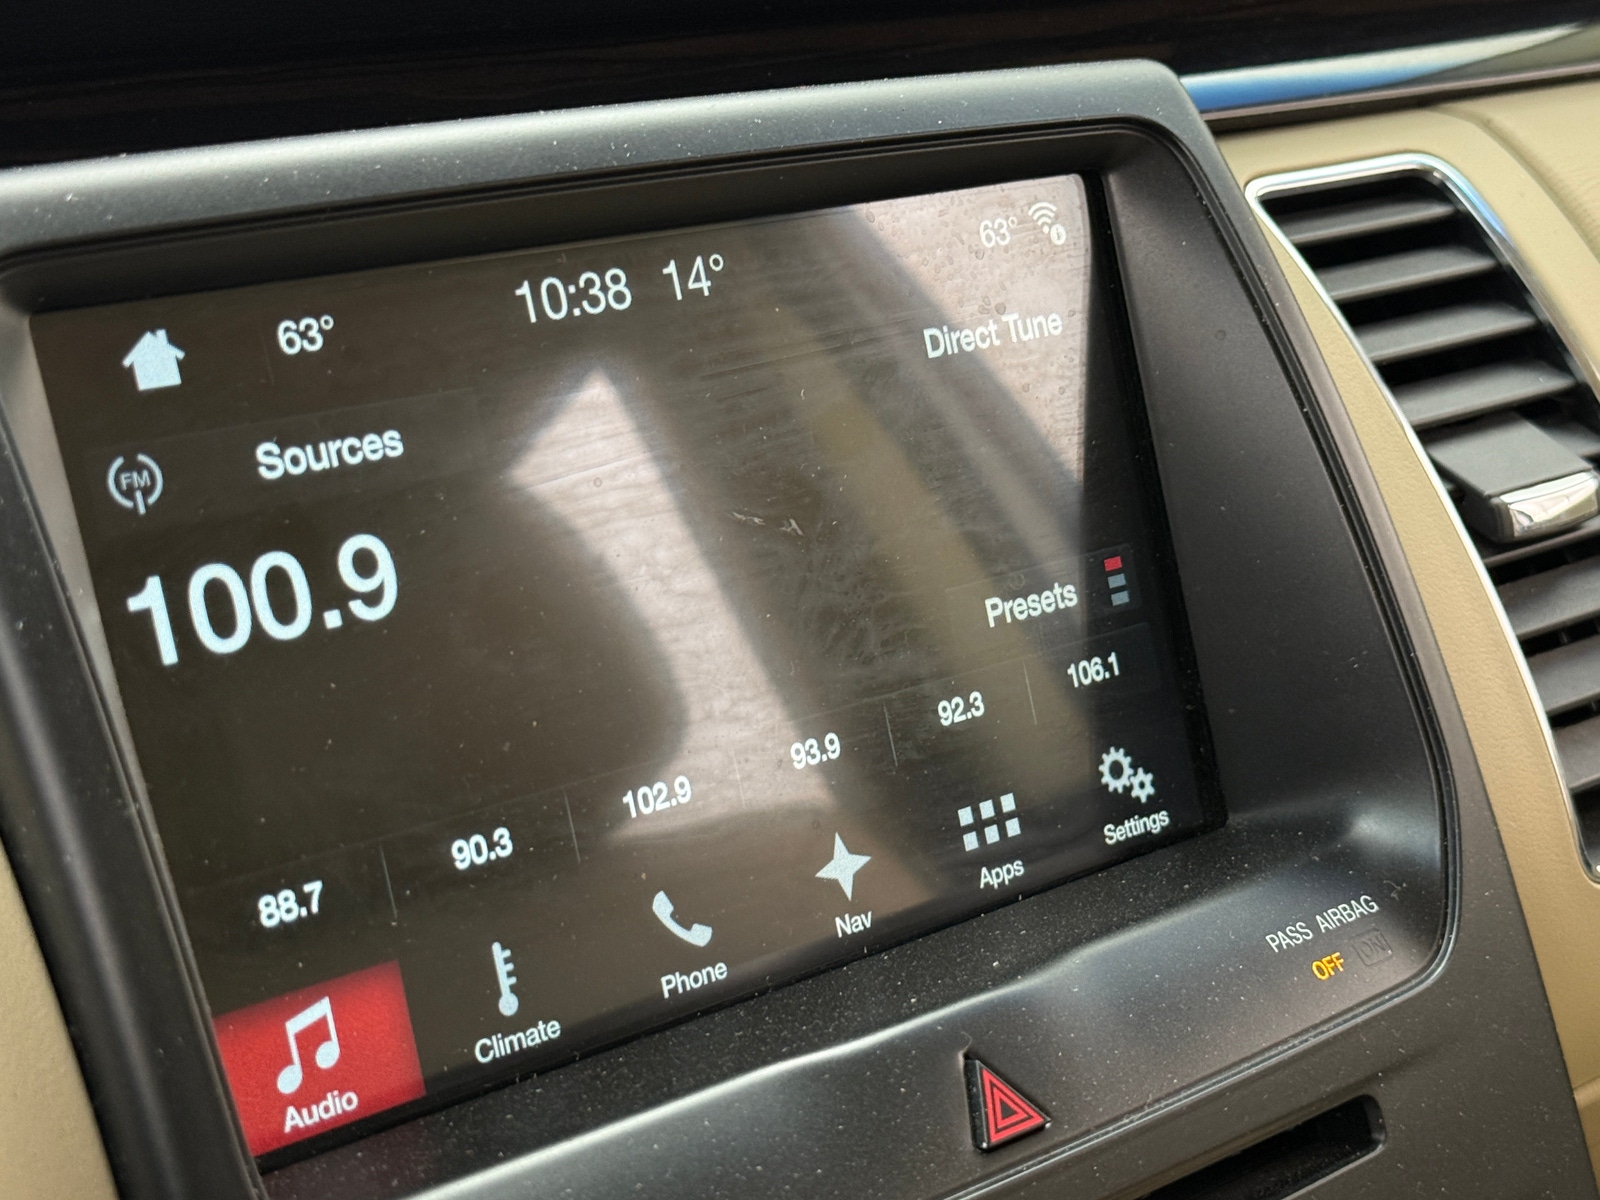 63° 10:38 14° 63°
FM Sources Direct Tune
100.9
Presets
88.7 90.3 102.9 93.9 92.3 106.1
Audio Climate Phone Nav Apps Settings
PASS AIRBAG
OFF ON